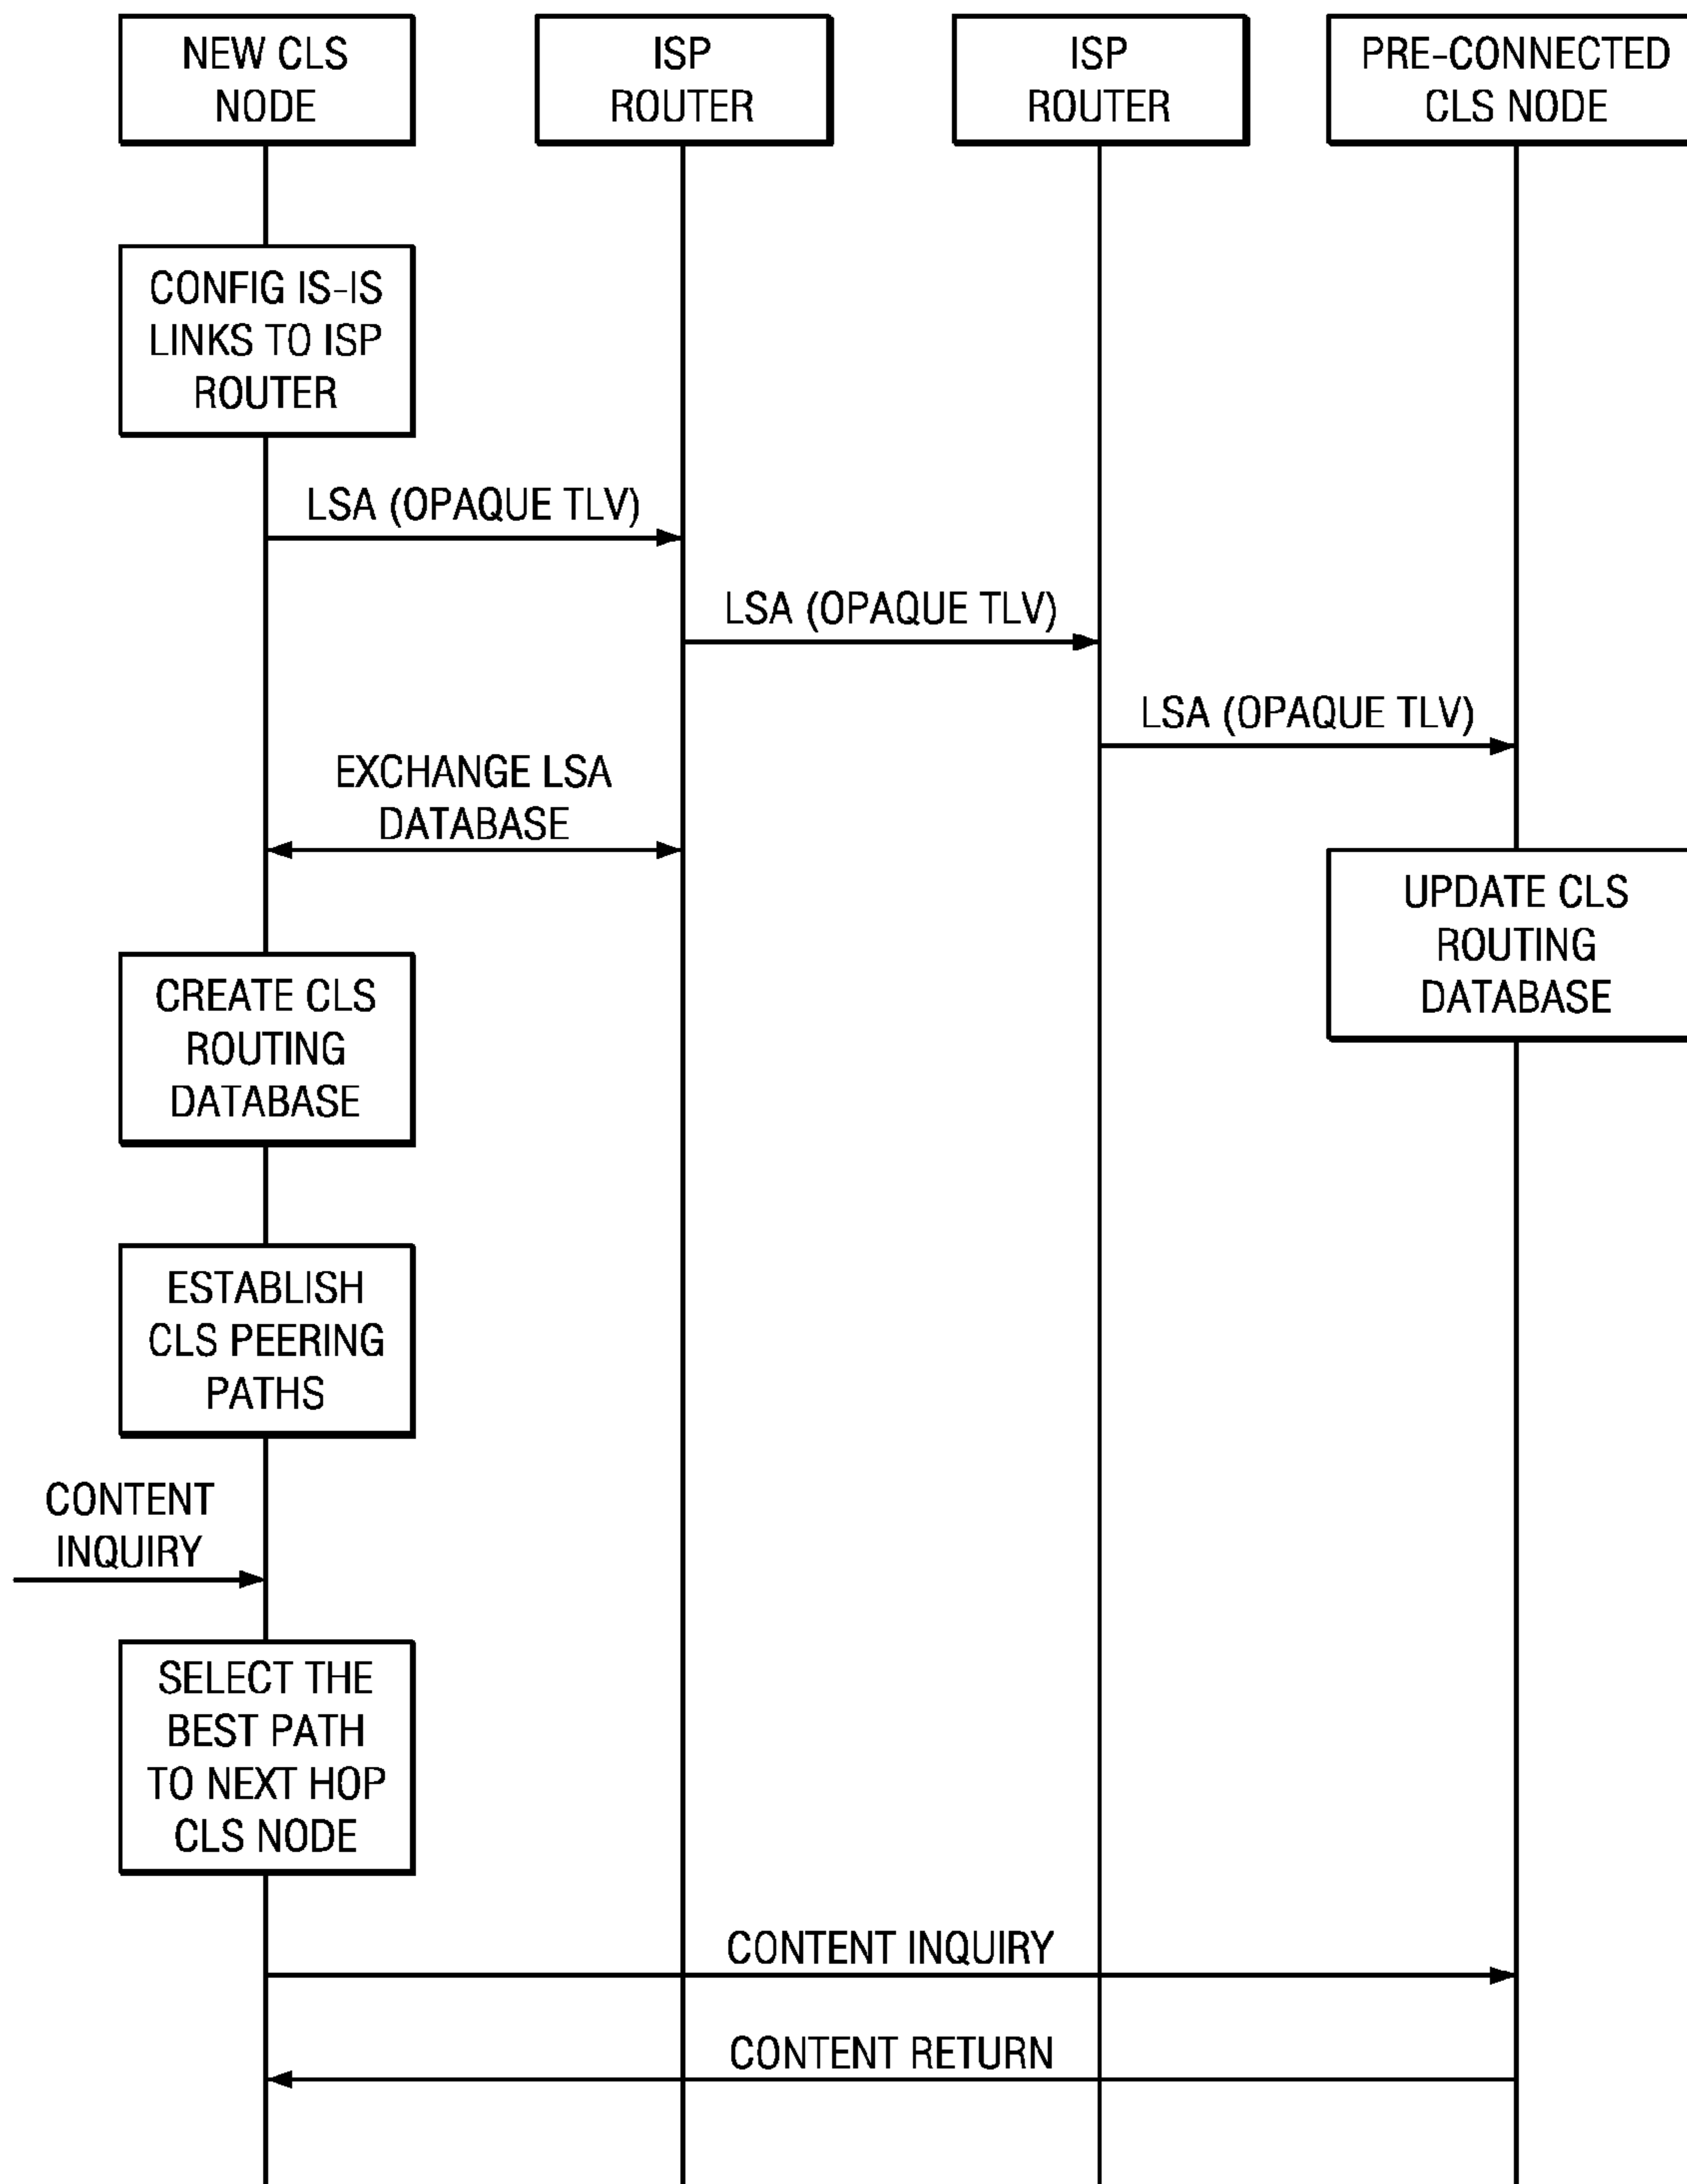 NEW CLS
NODE
ISP
ROUTER
ISP
ROUTER
PRE-CONNECTED
CLS NODE
CONFIG IS-IS
LINKS TO ISP
ROUTER
LSA (OPAQUE TLV)
LSA (OPAQUE TLV)
LSA (OPAQUE TLV)
EXCHANGE LSA
DATABASE
UPDATE CLS
ROUTING
DATABASE
CREATE CLS
ROUTING
DATABASE
ESTABLISH
CLS PEERING
PATHS
CONTENT
INQUIRY
SELECT THE
BEST PATH
TO NEXT HOP
CLS NODE
CONTENT INQUIRY
CONTENT RETURN